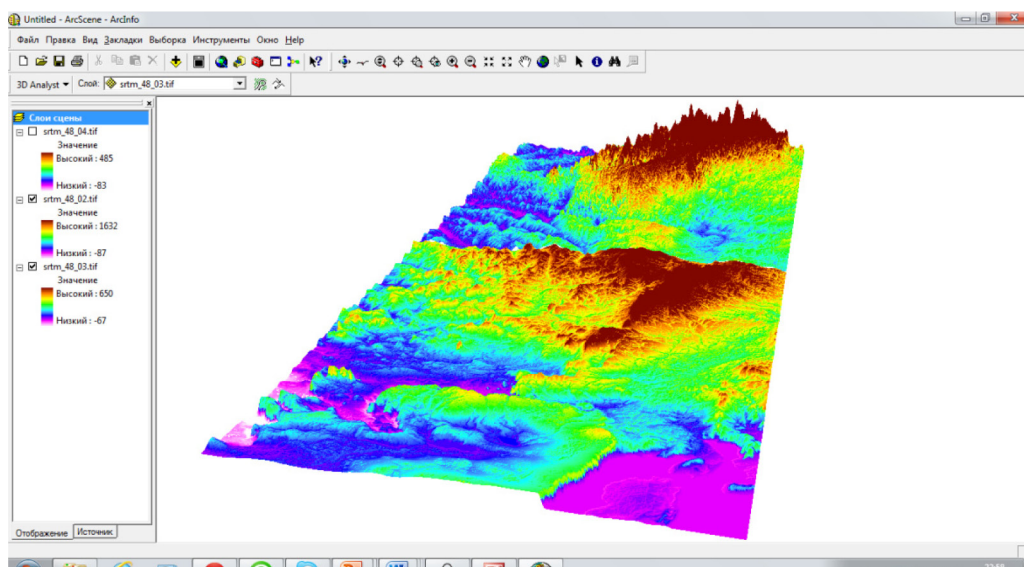 Untitled - ArcScene - ArcInfo
Файл Правка Вид Закладки Выборка Инструменты Окно Help
3D Analyst Слой: srtm_48_03.tif
Слои сцены
srtm_48_04.tif
Значение
Высокий : 485
Низкий : -83
srtm_48_02.tif
Значение
Высокий : 1632
Низкий : -87
srtm_48_03.tif
Значение
Высокий : 650
Низкий : -67
Отображение Источник